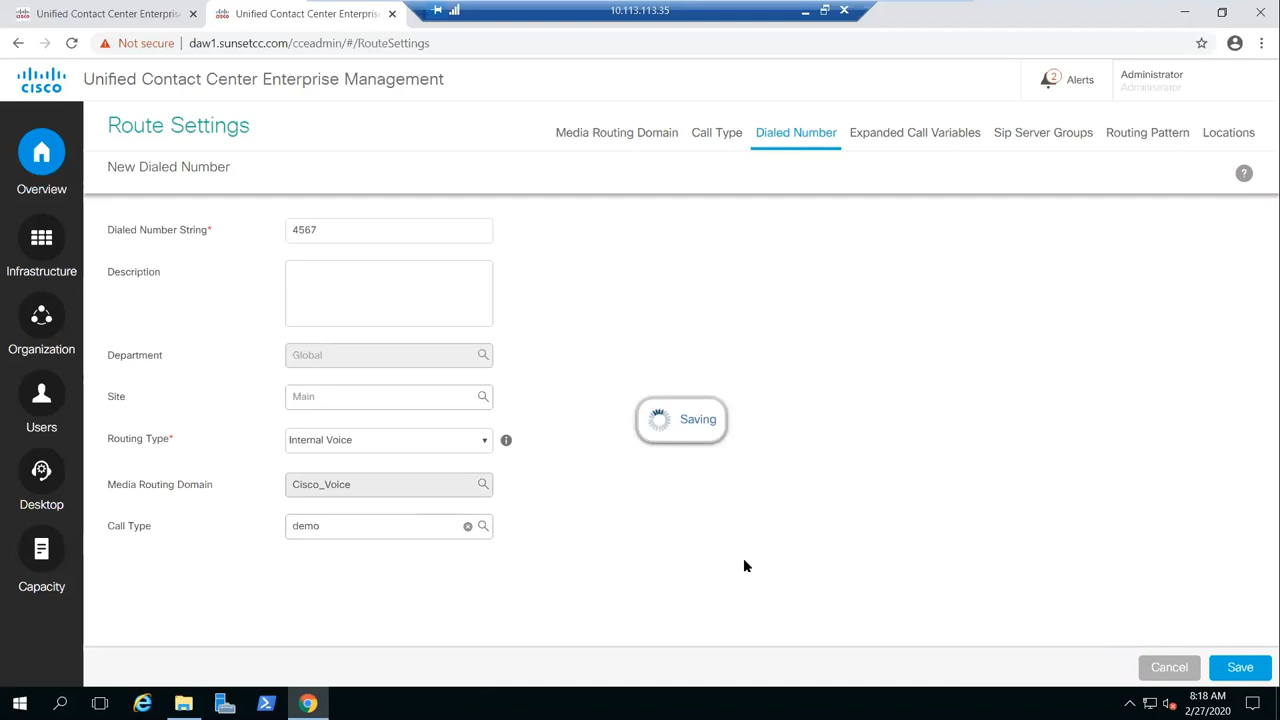 Unified Contact Center Enterpris
Unified Contact Center Enterpris
10.113.113.35
Not secure
daw1.sunsetcc.com/cceadmin/#/RouteSettings
CISCO
Unified Contact Center Enterprise Management
2
Alerts
Administrator
Administrator
Route Settings
Media Routing Domain
Call Type
Dialed Number
Expanded Call Variables
Sip Server Groups
Routing Pattern
Locations
New Dialed Number
?
Overview
Infrastructure
Organization
Users
Desktop
Capacity
Dialed Number String*
4567
Description
Department
Global
Site
Main
Routing Type*
Internal Voice
Media Routing Domain
Cisco_Voice
Call Type
demo
Saving
Cancel
Save
8:18 AM
2/27/2020